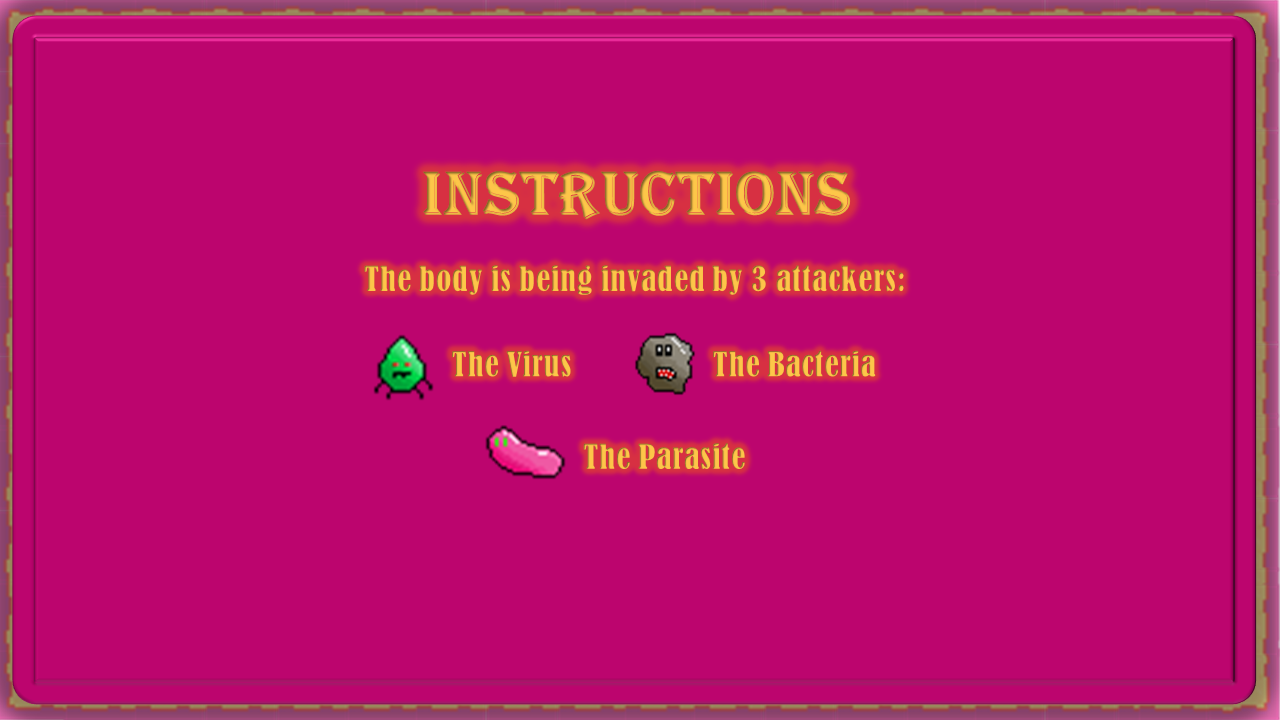 INSTRUCTIONS
The body is being invaded by 3 attackers:
The Virus The Bacteria
The Parasite